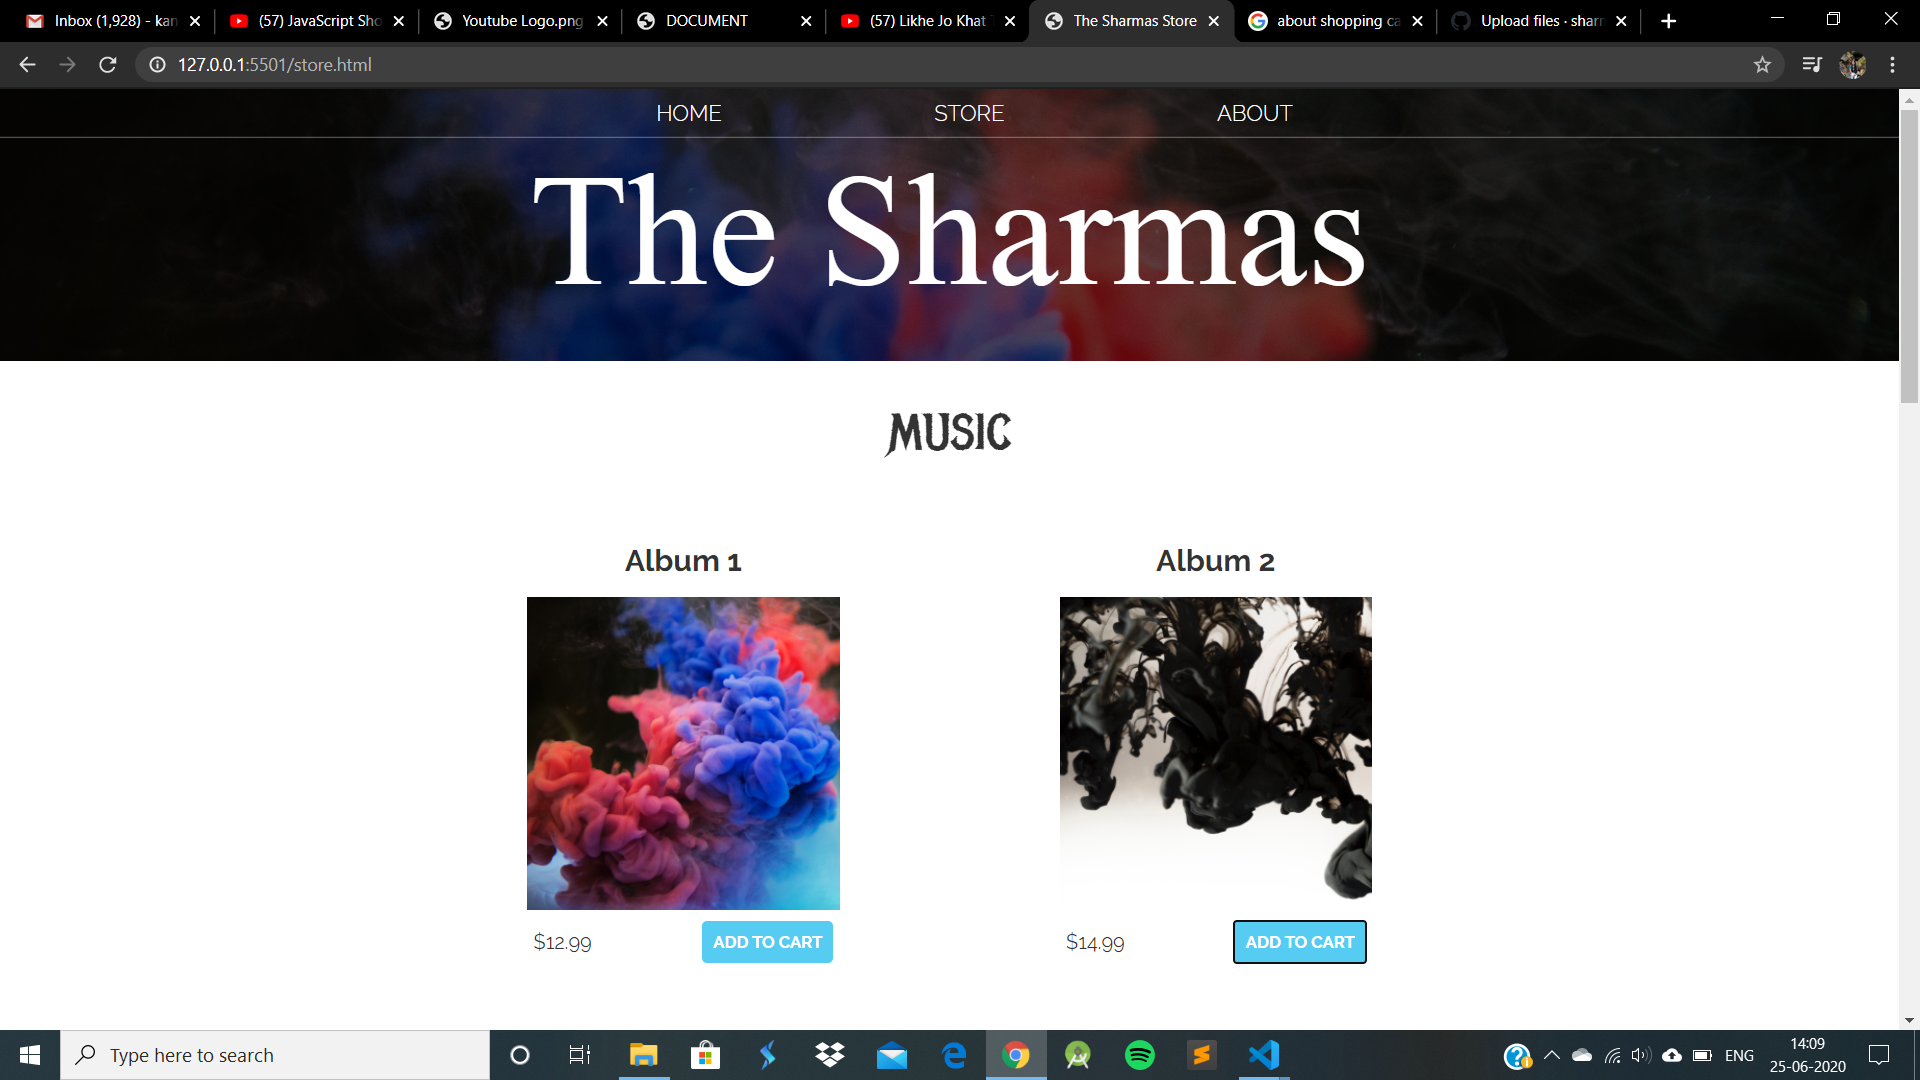 Inbox (1,928) - kan
(57) JavaScript Sho
Youtube Logo.png
DOCUMENT
(57) Likhe Jo Khat
The Sharmas Store
about shopping ca
Upload files · sharm
127.0.0.1:5501/store.html
HOME STORE ABOUT
The Sharmas
MUSIC
Album 1
Album 2
$12.99 ADD TO CART
$14.99 ADD TO CART
Type here to search
ENG
14:09
25-06-2020